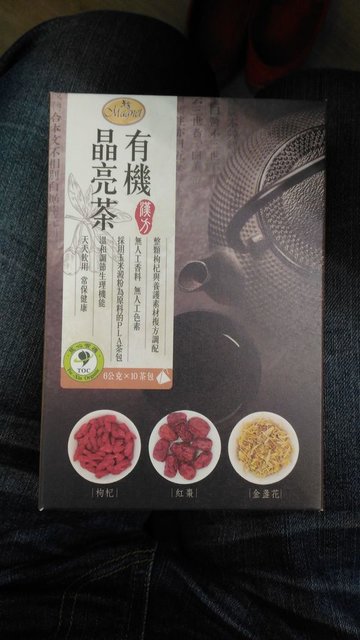 Magnet
有機
晶亮茶
漢方
整顆枸杞與養護素材複方調配
無人工香料 無人工色素
採用玉米澱粉為原料的PLA茶包
溫和調節生理機能
天天飲用 常保健康
TOC
6公克×10茶包
枸杞
紅棗
金盞花